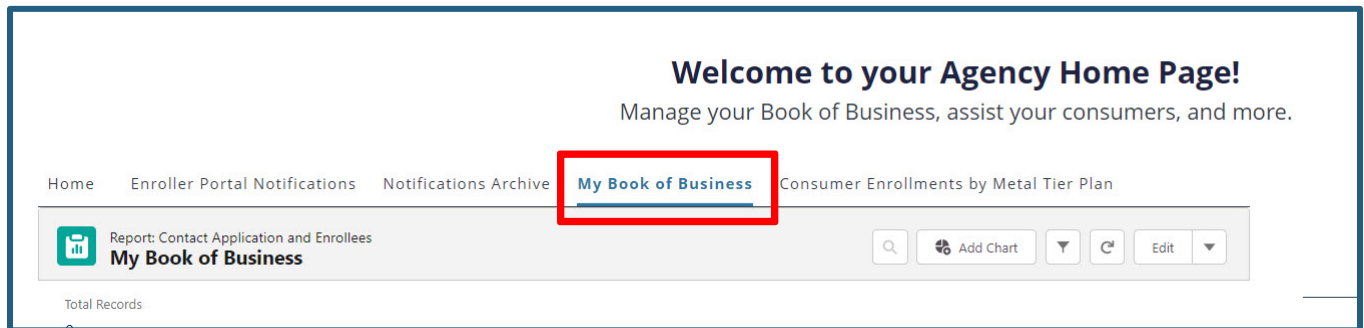 Welcome to your Agency Home Page!
Manage your Book of Business, assist your consumers, and more.
Home Enroller Portal Notifications Notifications Archive My Book of Business Consumer Enrollments by Metal Tier Plan
Report: Contact Application and Enrollees
My Book of Business
Add Chart
Edit
Total Records